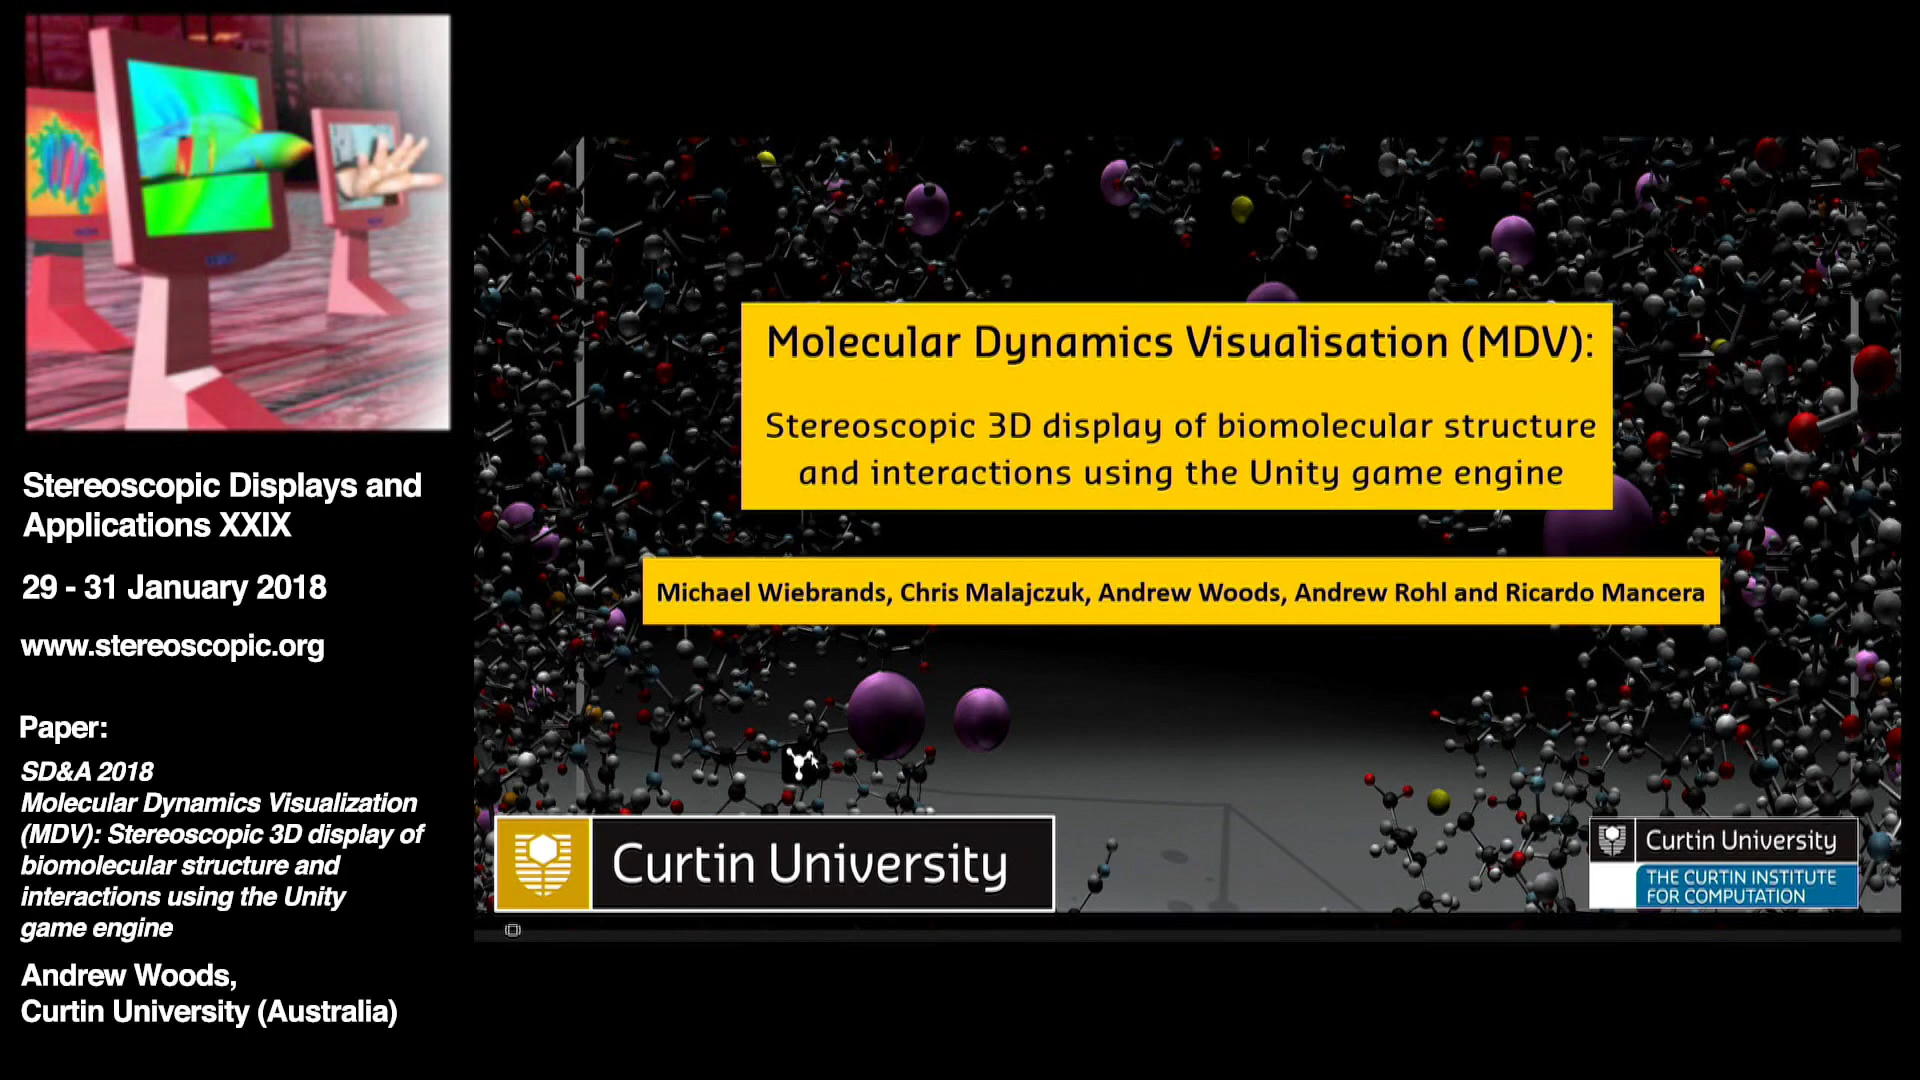 Stereoscopic Displays and
Applications XXIX
29 - 31 January 2018
www.stereoscopic.org
Paper:
SD&A 2018
Molecular Dynamics Visualization
(MDV): Stereoscopic 3D display of
biomolecular structure and
interactions using the Unity
game engine
Andrew Woods,
Curtin University (Australia)
Molecular Dynamics Visualisation (MDV):
Stereoscopic 3D display of biomolecular structure
and interactions using the Unity game engine
Michael Wiebrands, Chris Malajczuk, Andrew Woods, Andrew Rohl and Ricardo Mancera
Curtin University
Curtin University
THE CURTIN INSTITUTE
FOR COMPUTATION